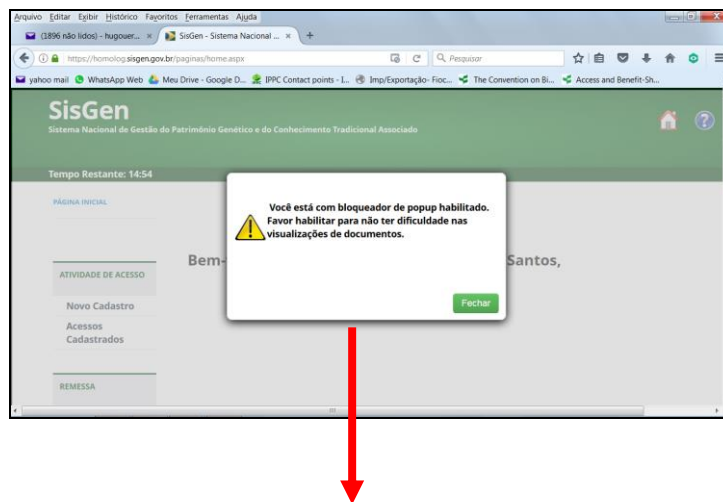 Arquivo Editar Exibir Histórico Favoritos Ferramentas Ajuda
(1896 não lidos) - hugouer... × SisGen - Sistema Nacional ... × +
https://homolog.sisgen.gov.br/paginas/home.aspx Pesquisar
yahoo mail WhatsApp Web Meu Drive - Google D... IPPC Contact points - I... Imp/Exportação- Fioc... The Convention on Bi... Access and Benefit-Sh...
SisGen
Sistema Nacional de Gestão do Patrimônio Genético e do Conhecimento Tradicional Associado
Tempo Restante: 14:54
PÁGINA INICIAL
Você está com bloqueador de popup habilitado.
Favor habilitar para não ter dificuldade nas
visualizações de documentos.
Fechar
Bem- Santos,
ATIVIDADE DE ACESSO
Novo Cadastro
Acessos
Cadastrados
REMESSA